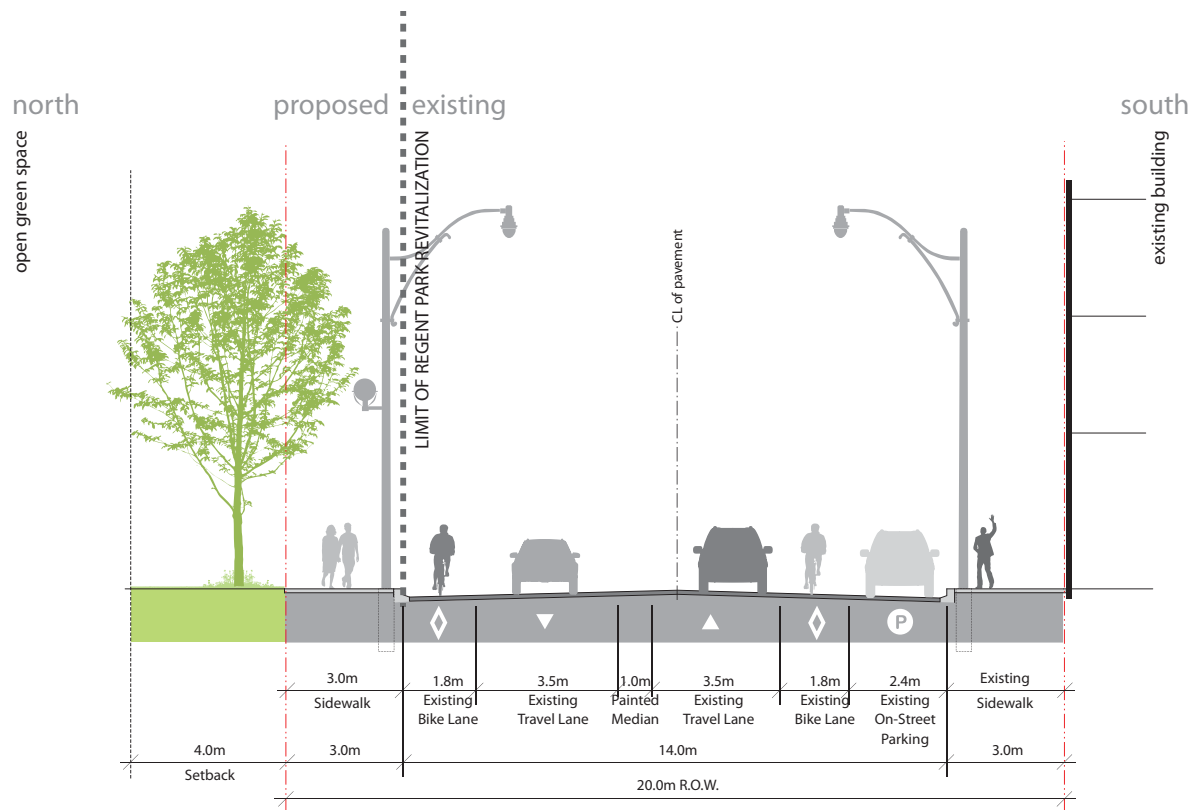 north
proposed
existing
south
open green space
LIMIT OF REGENT PARK REVITALIZATION
CL of pavement
existing building
P
3.0m
Sidewalk
1.8m
Existing
Bike Lane
3.5m
Existing
Travel Lane
1.0m
Painted
Median
3.5m
Existing
Travel Lane
1.8m
Existing
Bike Lane
2.4m
Existing
On-Street
Parking
Existing
Sidewalk
4.0m
Setback
3.0m
14.0m
3.0m
20.0m R.O.W.